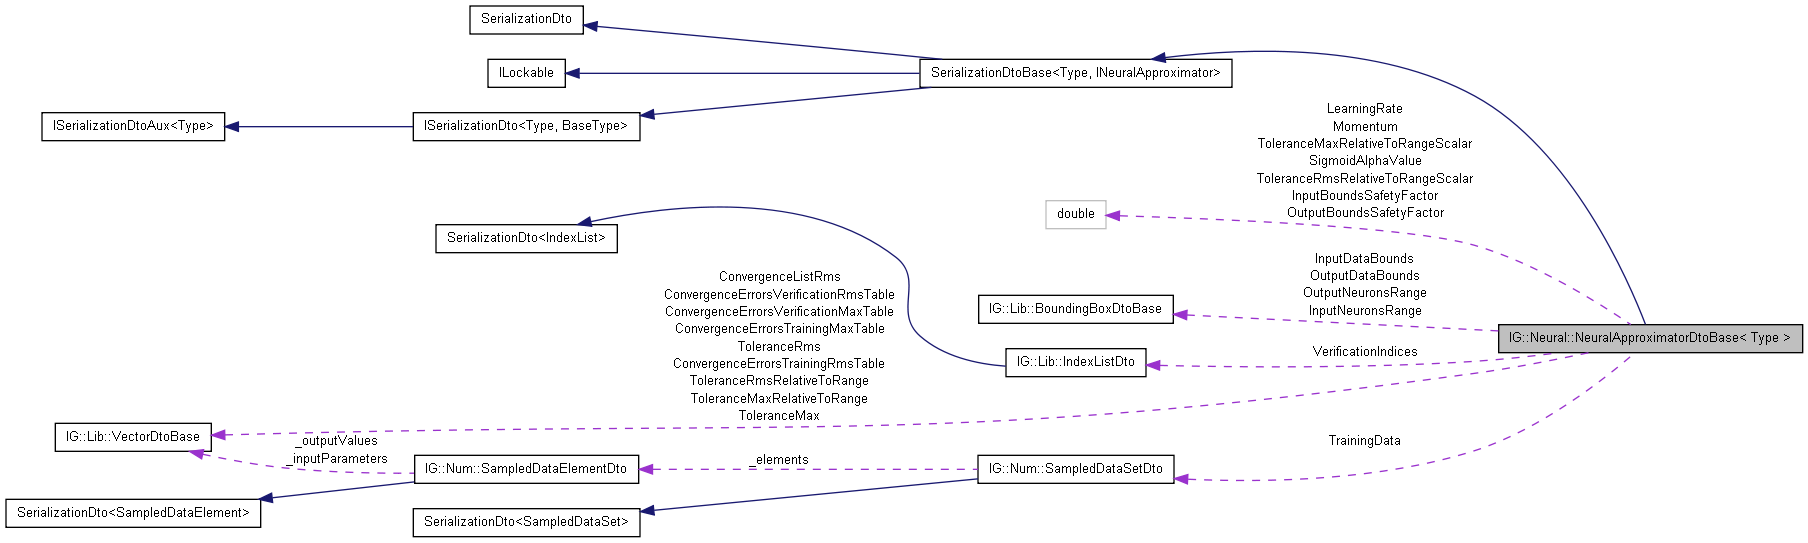 SerializationDto
ILockable
SerializationDtoBase<Type, INeuralApproximator>
ISerializationDtoAux<Type>
ISerializationDto<Type, BaseType>
LearningRate
Momentum
ToleranceMaxRelativeToRangeScalar
SigmoidAlphaValue
ToleranceRmsRelativeToRangeScalar
InputBoundsSafetyFactor
OutputBoundsSafetyFactor
double
SerializationDto<IndexList>
InputDataBounds
OutputDataBounds
OutputNeuronsRange
InputNeuronsRange
IG::Lib::BoundingBoxDtoBase
IG::Neural::NeuralApproximatorDtoBase< Type >
ConvergenceListRms
ConvergenceErrorsVerificationRmsTable
ConvergenceErrorsVerificationMaxTable
ConvergenceErrorsTrainingMaxTable
ToleranceRms
ConvergenceErrorsTrainingRmsTable
ToleranceRmsRelativeToRange
ToleranceMaxRelativeToRange
ToleranceMax
IG::Lib::IndexListDto
VerificationIndices
IG::Lib::VectorDtoBase
_outputValues
_inputParameters
IG::Num::SampledDataElementDto
_elements
IG::Num::SampledDataSetDto
TrainingData
SerializationDto<SampledDataElement>
SerializationDto<SampledDataSet>